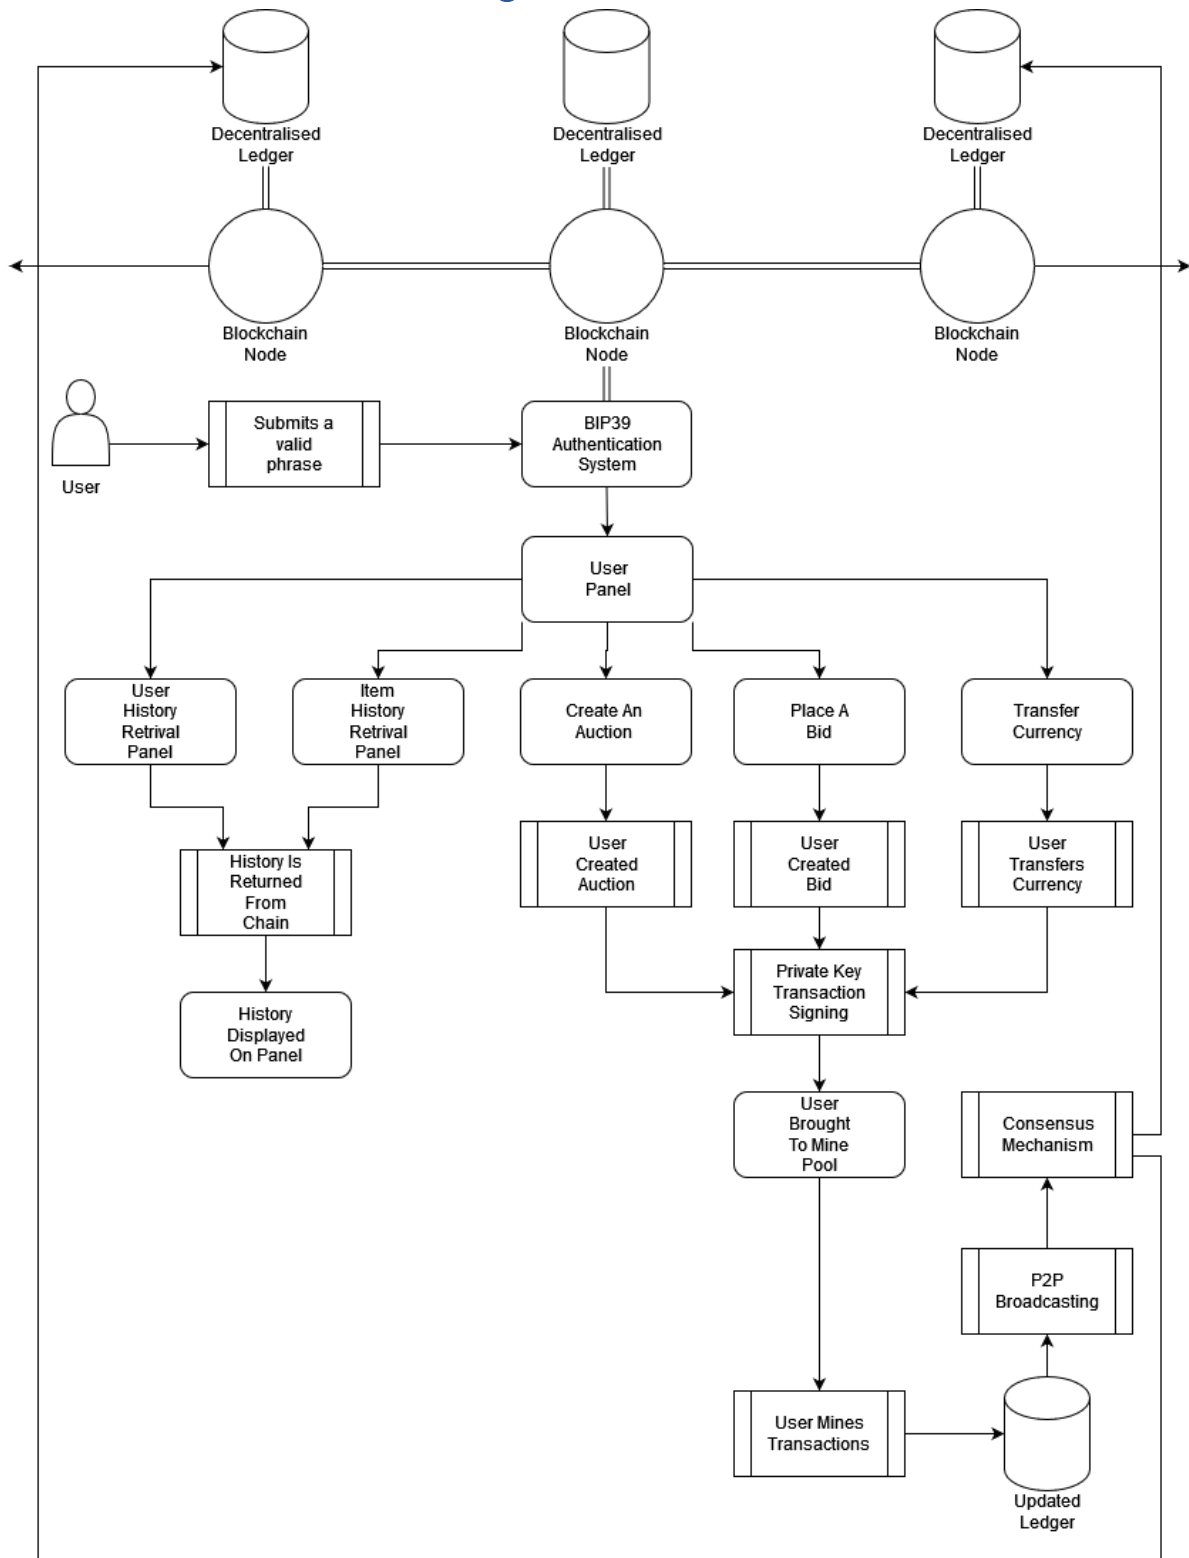 Decentralised
Ledger
Decentralised
Ledger
Decentralised
Ledger
Blockchain
Node
Blockchain
Node
Blockchain
Node
User
Submits a
valid
phrase
BIP39
Authentication
System
User
Panel
User
History
Retrival
Panel
Item
History
Retrival
Panel
Create An
Auction
Place A
Bid
Transfer
Currency
History Is
Returned
From
Chain
User
Created
Auction
User
Created
Bid
User
Transfers
Currency
History
Displayed
On Panel
Private Key
Transaction
Signing
User
Brought
To Mine
Pool
Consensus
Mechanism
P2P
Broadcasting
User Mines
Transactions
Updated
Ledger